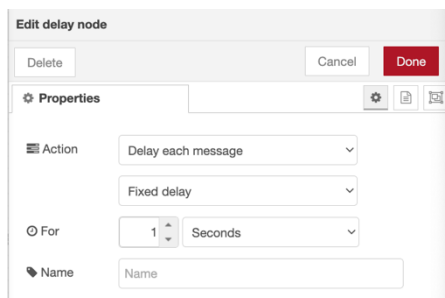 Edit delay node
Delete Cancel Done
Properties
Action Delay each message
Fixed delay
For 1 Seconds
Name Name